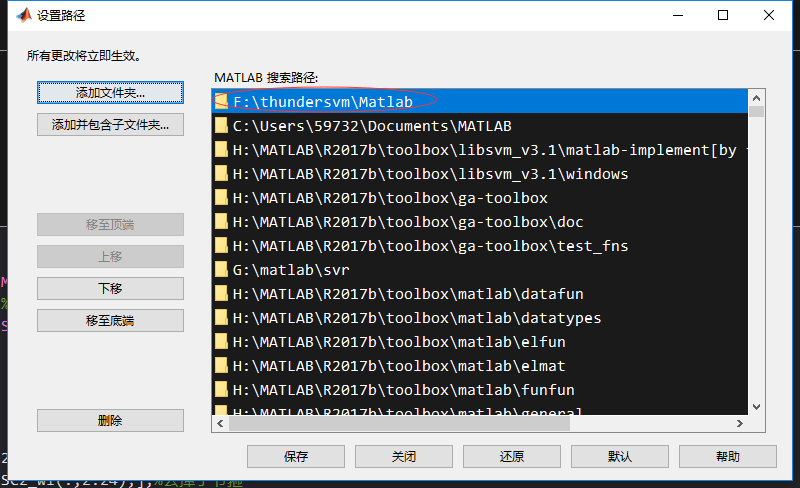 设置路径
所有更改将立即生效。
添加文件夹...
添加并包含子文件夹...
移至顶端
上移
下移
移至底端
删除
MATLAB 搜索路径:
F:\thundersvm\Matlab
C:\Users\59732\Documents\MATLAB
H:\MATLAB\R2017b\toolbox\libsvm_v3.1\matlab-implement[by
H:\MATLAB\R2017b\toolbox\libsvm_v3.1\windows
H:\MATLAB\R2017b\toolbox\ga-toolbox
H:\MATLAB\R2017b\toolbox\ga-toolbox\doc
H:\MATLAB\R2017b\toolbox\ga-toolbox\test_fns
G:\matlab\svr
H:\MATLAB\R2017b\toolbox\matlab\datafun
H:\MATLAB\R2017b\toolbox\matlab\datatypes
H:\MATLAB\R2017b\toolbox\matlab\elfun
H:\MATLAB\R2017b\toolbox\matlab\elmat
H:\MATLAB\R2017b\toolbox\matlab\funfun
H:\MATLAB\R2017b\toolbox\matlab\general
保存 关闭 还原 默认 帮助